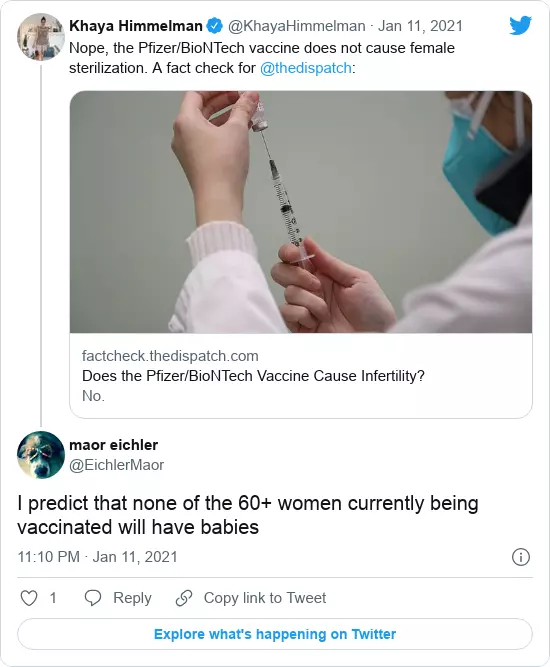 Khaya Himmelman @KhayaHimmelman · Jan 11, 2021
Nope, the Pfizer/BioNTech vaccine does not cause female
sterilization. A fact check for @thedispatch:
factcheck.thedispatch.com
Does the Pfizer/BioNTech Vaccine Cause Infertility?
No.
maor eichler
@EichlerMaor
I predict that none of the 60+ women currently being
vaccinated will have babies
11:10 PM · Jan 11, 2021
1 Reply Copy link to Tweet
Explore what's happening on Twitter